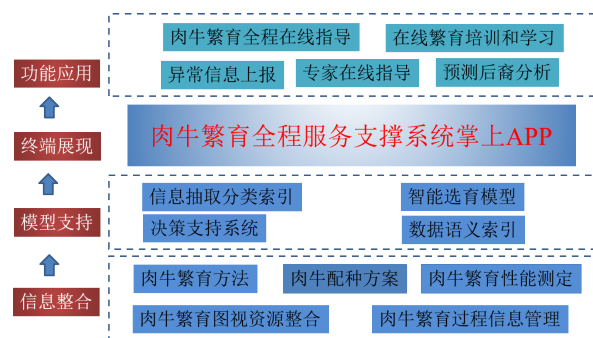 肉牛繁育全程在线指导
在线繁育培训和学习
功能应用
异常信息上报
专家在线指导
预测后裔分析
终端展现
肉牛繁育全程服务支撑系统掌上APP
信息抽取分类索引
智能选育模型
模型支持
决策支持系统
数据语义索引
肉牛繁育方法
肉牛配种方案
肉牛繁育性能测定
信息整合
肉牛繁育图视资源整合
肉牛繁育过程信息管理